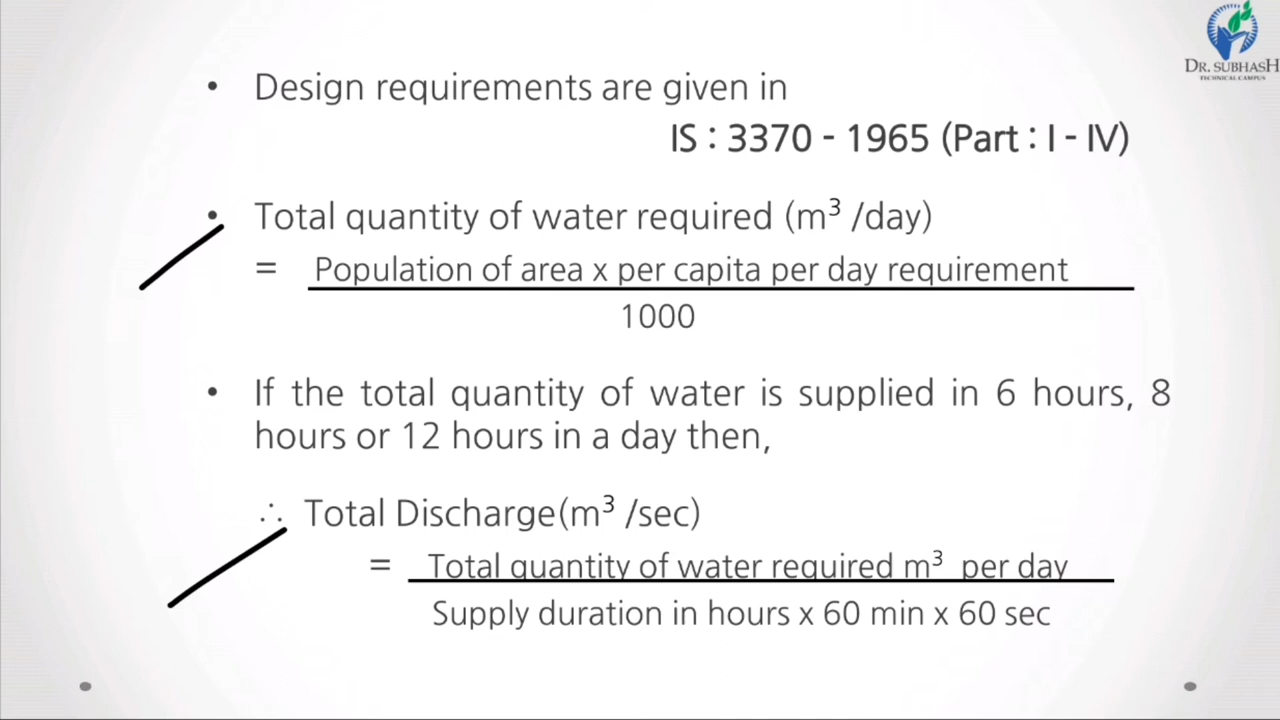 DR. SUBHASH
TECHNICAL CAMPUS
• Design requirements are given in
IS : 3370 - 1965 (Part : I - IV)
• Total quantity of water required (m³ /day)
= Population of area x per capita per day requirement
1000
• If the total quantity of water is supplied in 6 hours, 8
hours or 12 hours in a day then,
∴ Total Discharge(m³ /sec)
= Total quantity of water required m³ per day
Supply duration in hours x 60 min x 60 sec